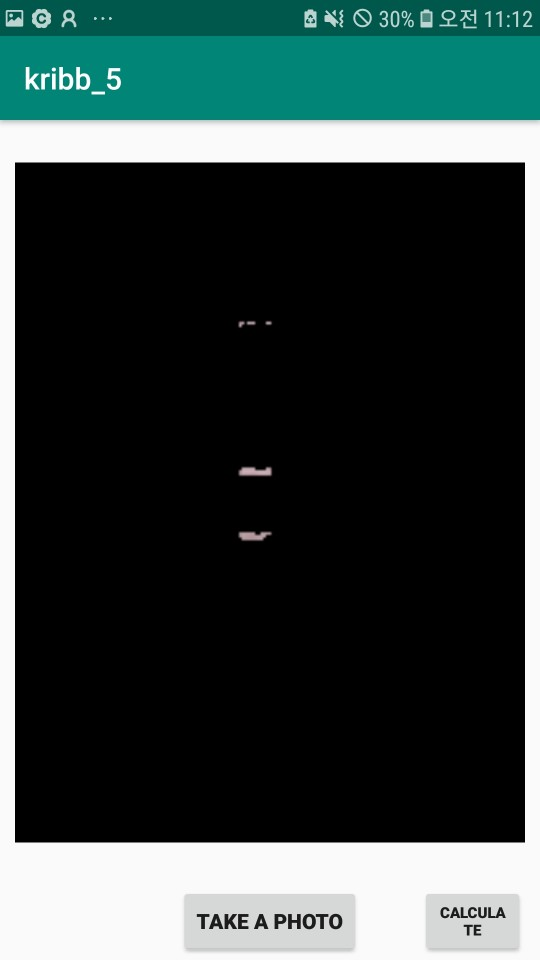 30% 오전 11:12
kribb_5
TAKE A PHOTO
CALCULA
TE